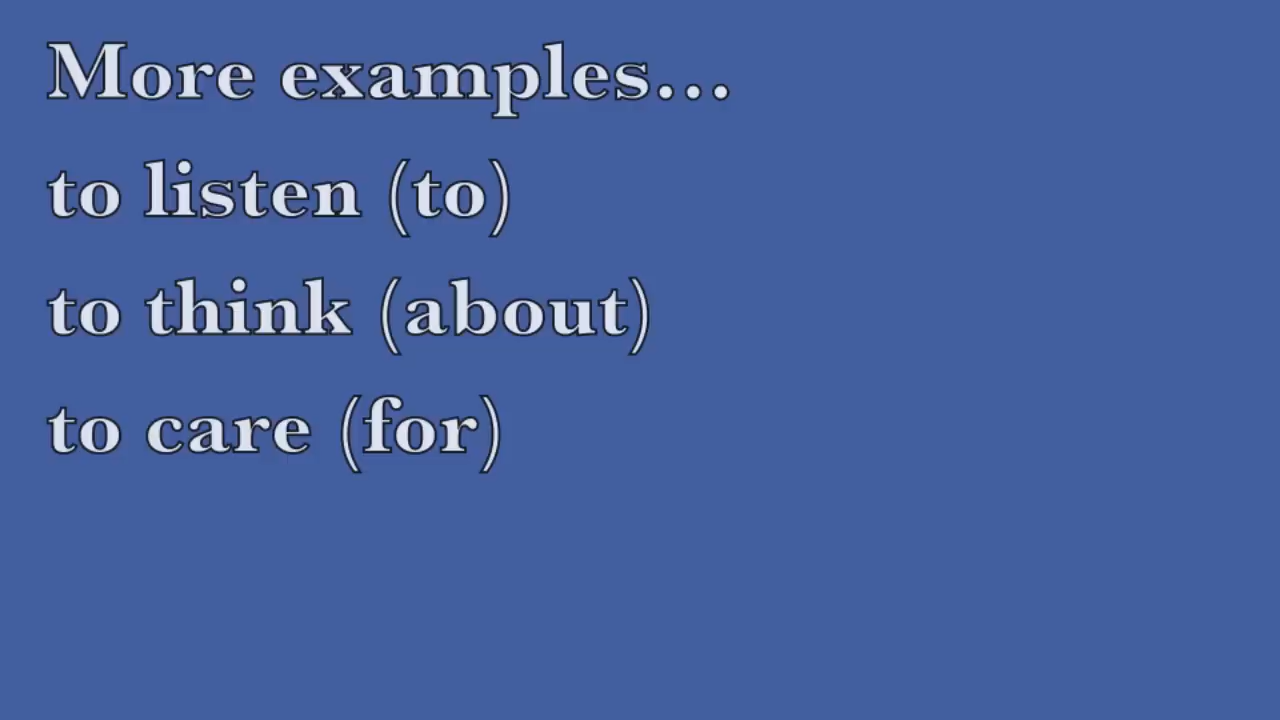 More examples...
to listen (to)
to think (about)
to care (for)